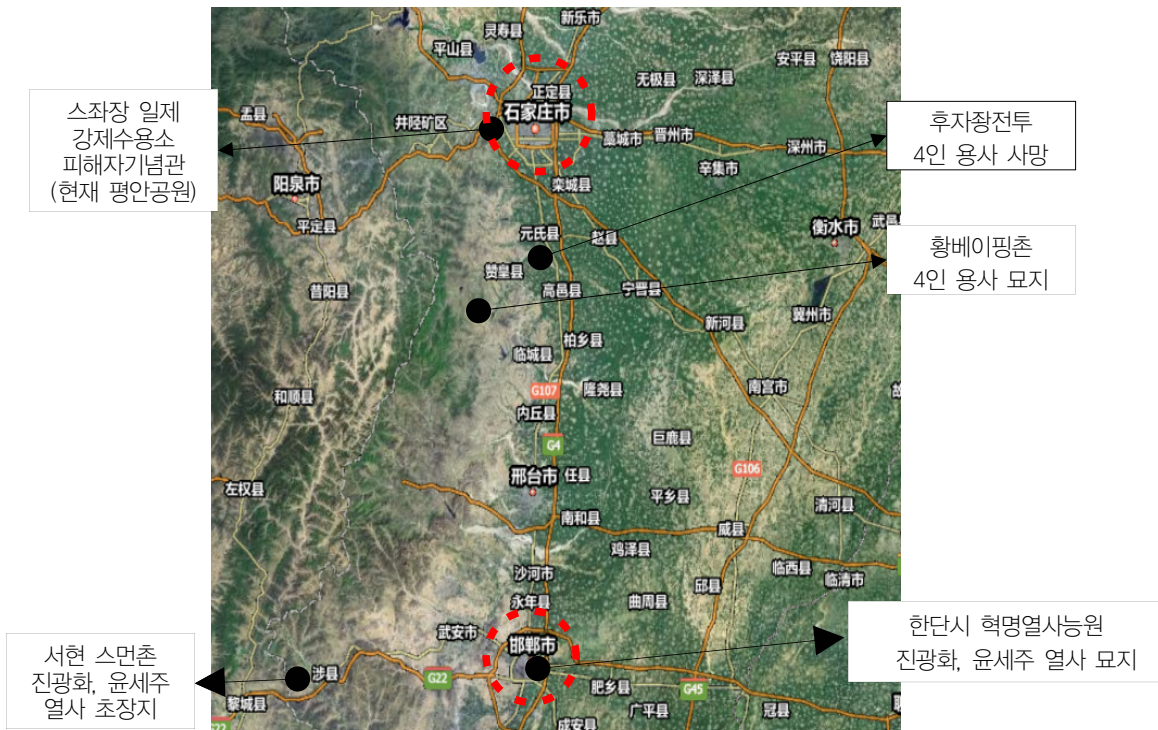 스좌장 일제
강제수용소
피해자기념관
(현재 평안공원)
후자좡전투
4인 용사 사망
황베이핑촌
4인 용사 묘지
서현 스먼촌
진광화, 윤세주
열사 초장지
한단시 혁명열사능원
진광화, 윤세주 열사 묘지
新乐市
灵寿县
平山县
安平县
饶阳县
无极县
深泽县
正定县
石家庄市
盂县
井陉矿区
藁城市
晋州市
深州市
辛集市
阳泉市
栾城县
平定县
元氏县
赵县
衡水市
武邑
赞皇县
昔阳县
高邑县
宁晋县
冀州市
新河县
柏乡县
临城县
G107
隆尧县
南宫市
和顺县
内丘县
巨鹿县
G4
G106
邢台市
任县
左权县
平乡县
清河县
南和县
威县
鸡泽县
沙河市
临西县
临清市
邱县
永年县
曲周县
武安市
邯郸市
涉县
G22
肥乡县
G45
黎城县
广平县
冠县
成安县